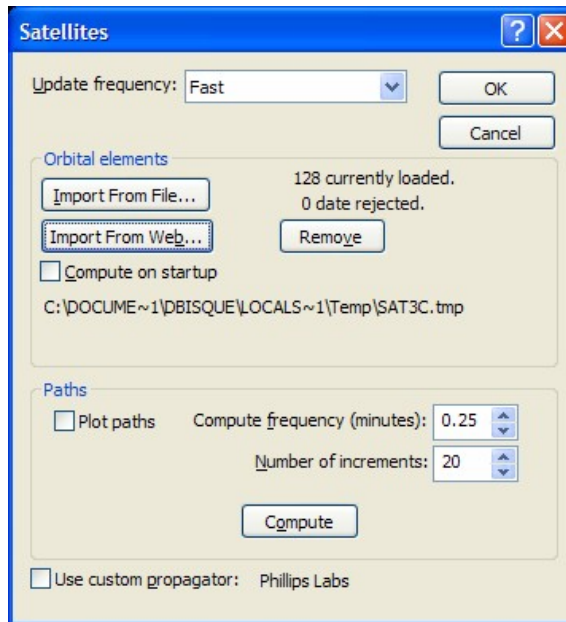 Satellites
Update frequency: Fast
OK
Cancel
Orbital elements
Import From File...
128 currently loaded.
0 date rejected.
Import From Web...
Remove
Compute on startup
C:\DOCUME~1\DBISQUE\LOCALS~1\Temp\SAT3C.tmp
Paths
Plot paths
Compute frequency (minutes): 0.25
Number of increments: 20
Compute
Use custom propagator: Phillips Labs